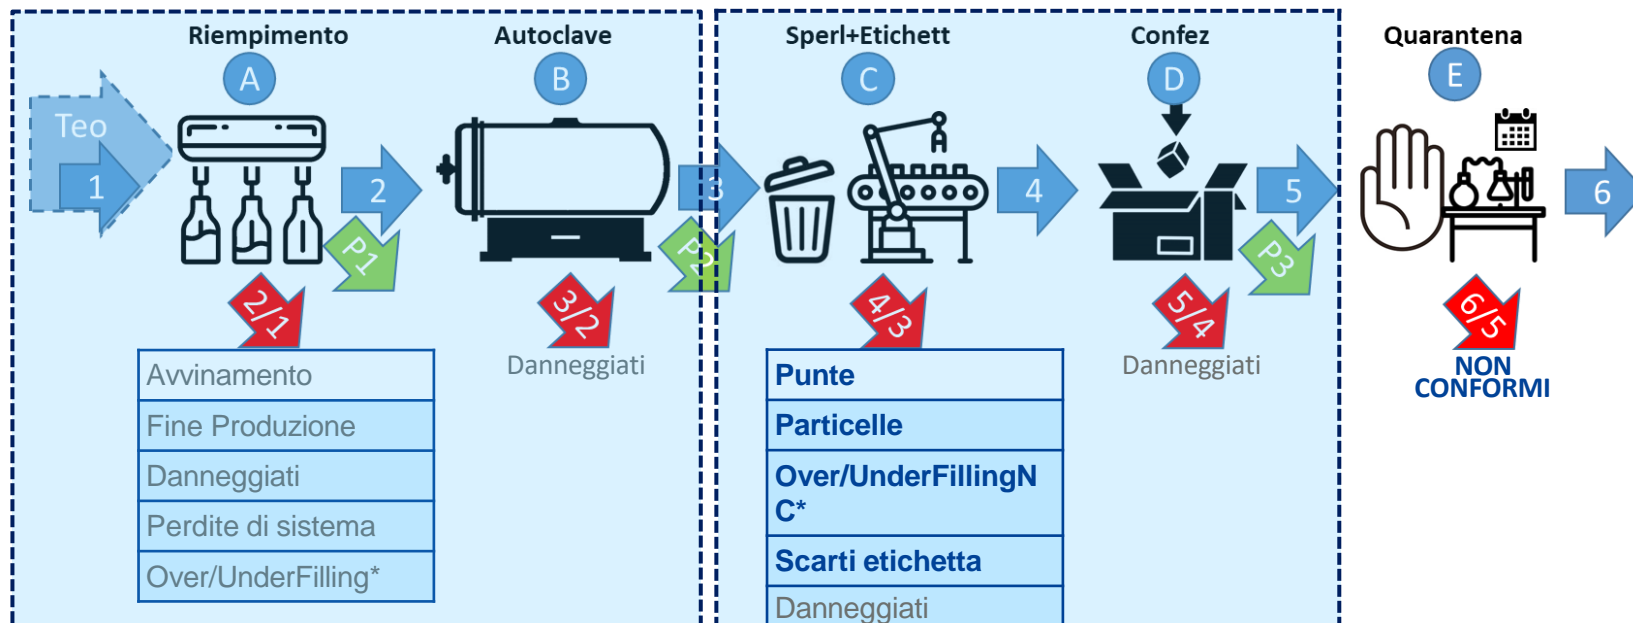 Riempimento
Autoclave
Sperl+Etichett
Confez
Quarantena
A
B
C
D
E
Teo
1
2
3
4
5
6
P1
P2
P3
2/1
3/2
4/3
5/4
6/5
Avvinamento
Fine Produzione
Danneggiati
Perdite di sistema
Over/UnderFilling*
Danneggiati
Punte
Particelle
Over/UnderFillingN
C*
Scarti etichetta
Danneggiati
Danneggiati
NON
CONFORMI